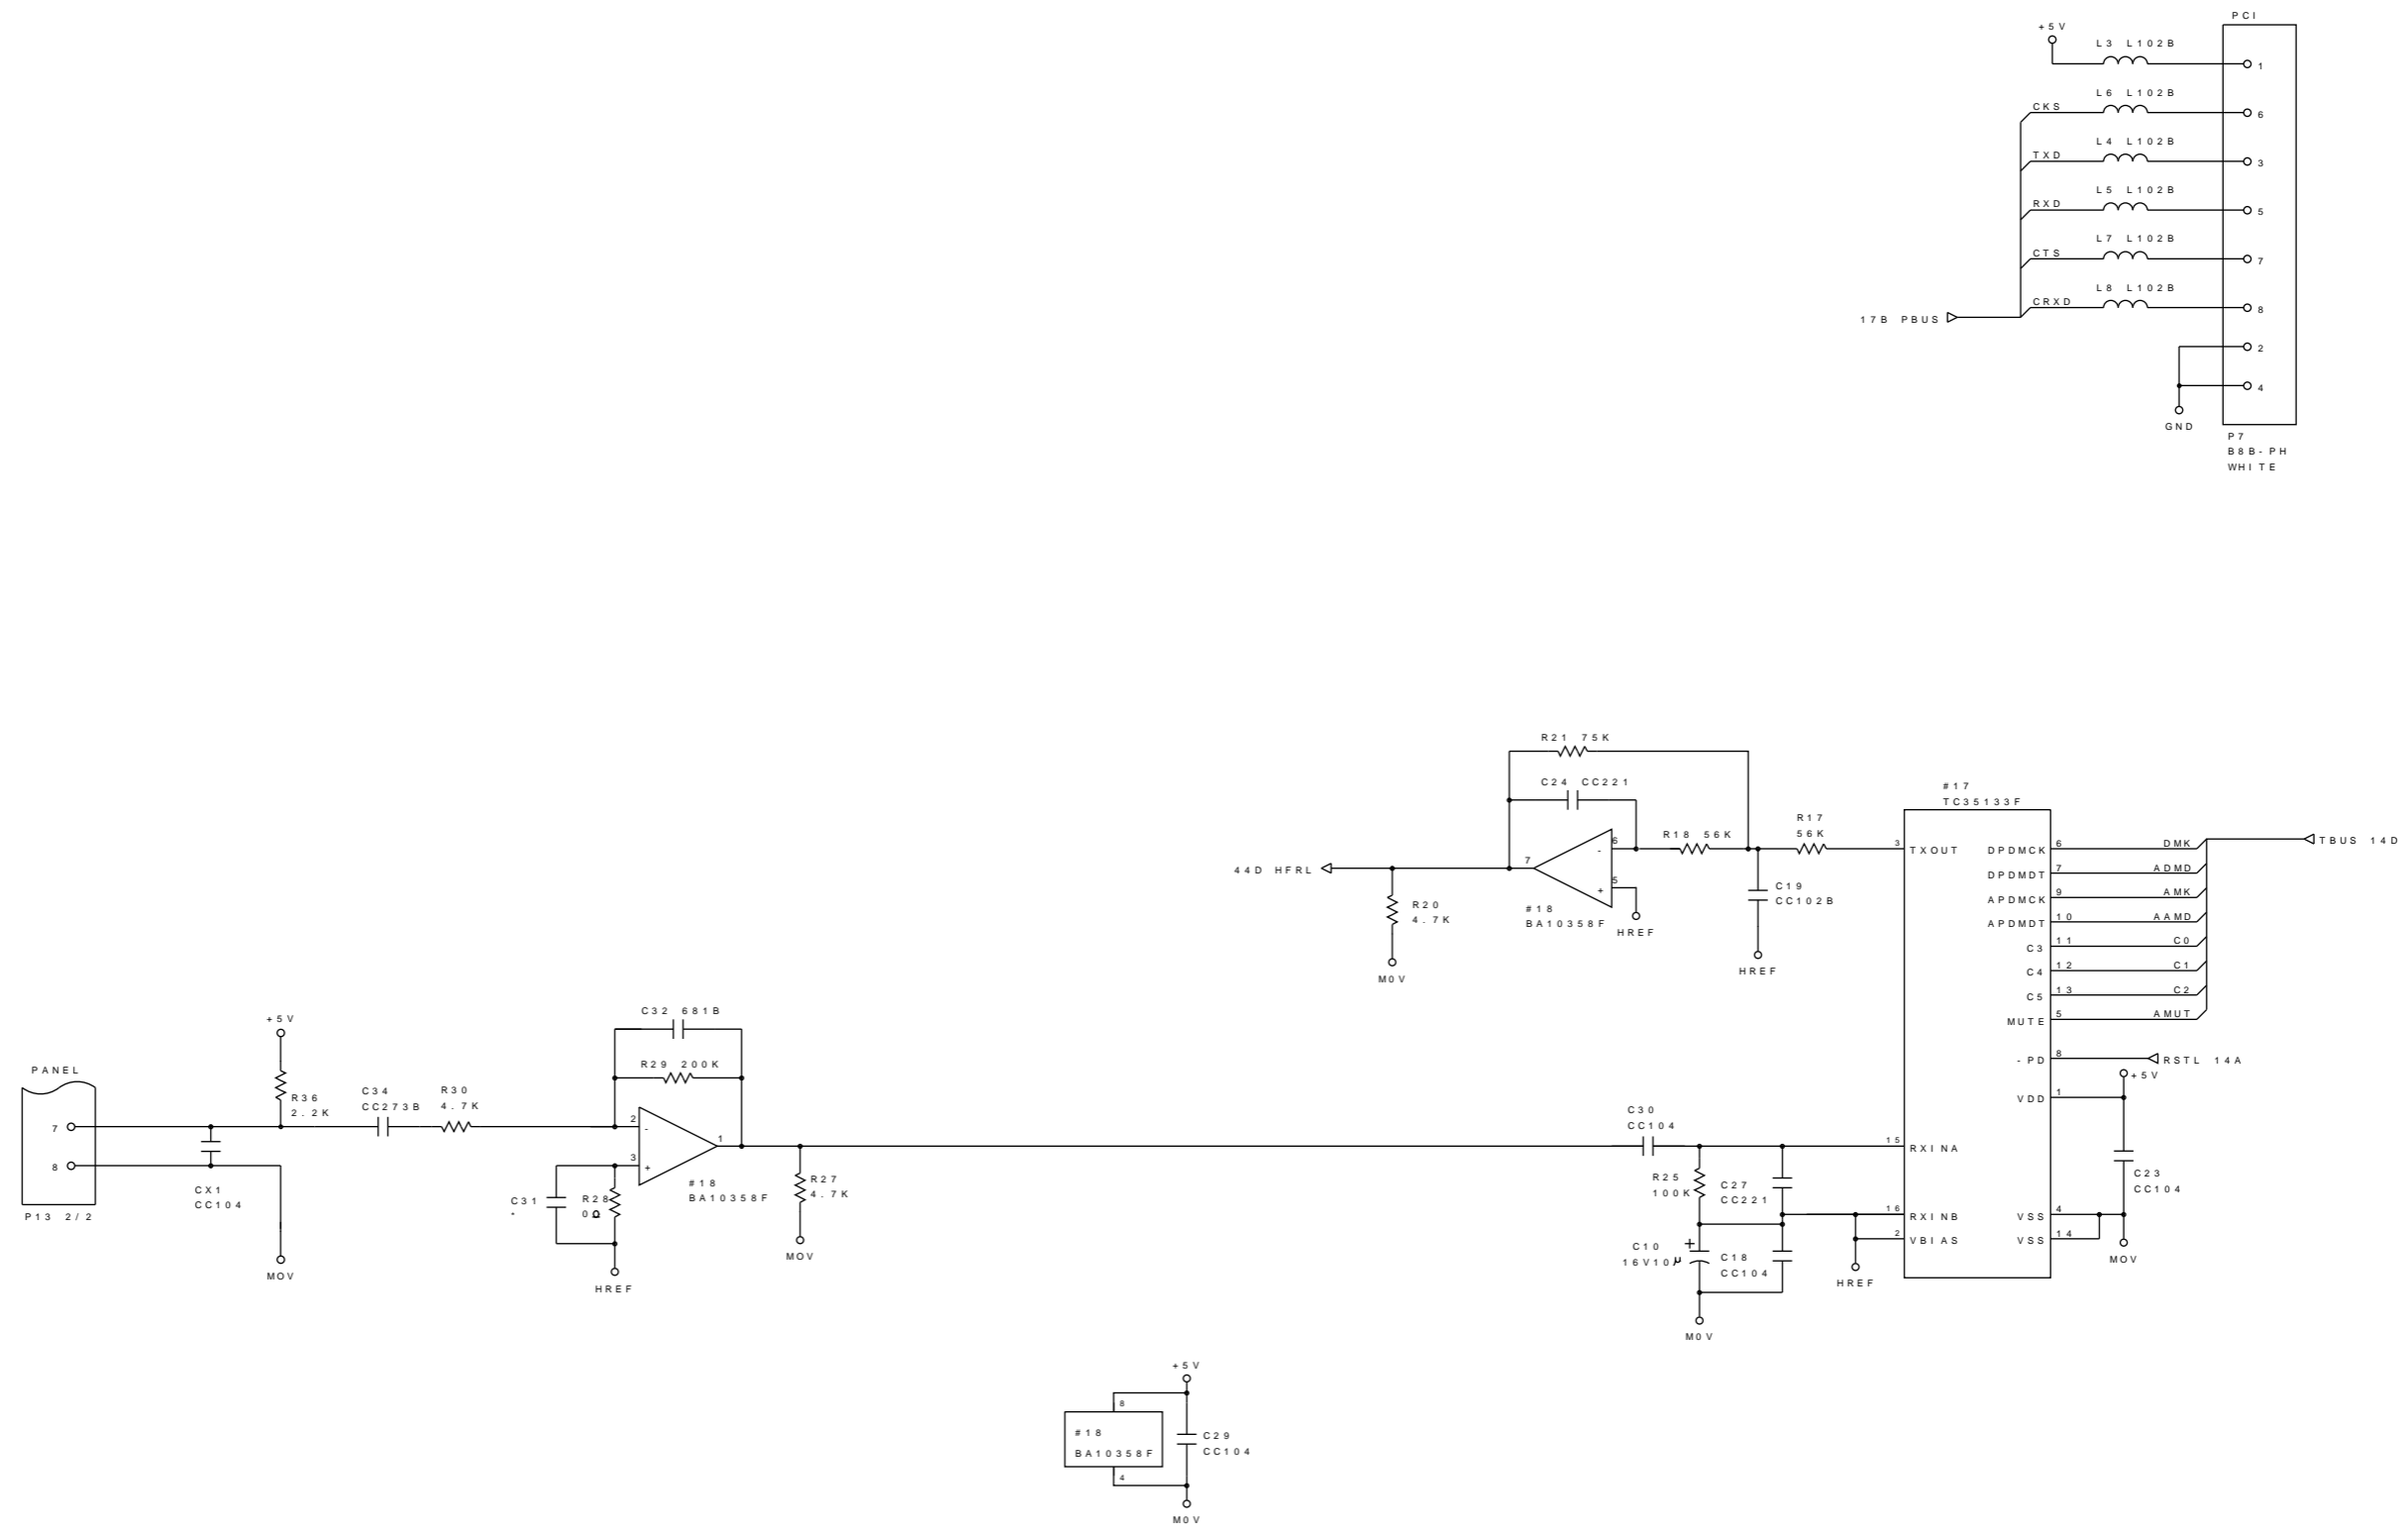 PCI
+5V
L3 L102B
1
L6 L102B
CKS
6
L4 L102B
TXD
3
L5 L102B
RXD
5
L7 L102B
CTS
7
L8 L102B
CRXD
8
17B PBUS
2
4
GND
P7
B8B-PH
WHITE
R21 75K
C24 CC221
R18 56K
R17
56K
6
-
7
5
+
#18
BA10358F
HREF
44D HFRL
R20
4.7K
M0V
C19
CC102B
HREF
#17
TC35133F
3 TXOUT
DPDMCK 6 DMK
DPDMDT 7 ADMD
APDMCK 9 AMK
APDMDT 10 AAMD
C3 11 C0
C4 12 C1
C5 13 C2
MUTE 5 AMUT
TBUS 14D
-PD 8 RSTL 14A
+5V
VDD 1
C23
CC104
VSS 4
VSS 14
MOV
15 RXINA
16 RXINB
2 VBIAS
HREF
C30
CC104
R25
100K
C27
CC221
C10
16V10µ
+
C18
CC104
M0V
PANEL
7
8
P13 2/2
CX1
CC104
+5V
R36
2.2K
MOV
C34
CC273B
R30
4.7K
C32 681B
R29 200K
2
-
3
+
1
#18
BA10358F
C31
*
R28
0Ω
HREF
R27
4.7K
MOV
+5V
8
#18
BA10358F
4
C29
CC104
M0V